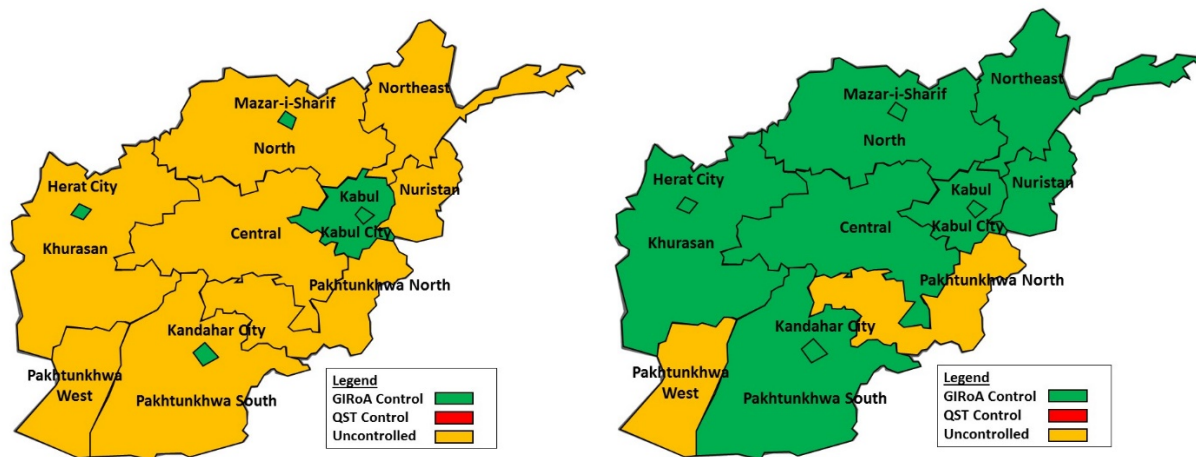 Northeast
Mazar-i-Sharif
North
Herat City
Kabul
Nuristan
Khurasan
Central
Kabul City
Pakhtunkhwa North
Kandahar City
Pakhtunkhwa
West
Pakhtunkhwa South
Legend
GIRoA Control
QST Control
Uncontrolled
Northeast
Mazar-i-Sharif
North
Herat City
Kabul
Nuristan
Khurasan
Central
Kabul City
Pakhtunkhwa North
Kandahar City
Pakhtunkhwa
West
Pakhtunkhwa South
Legend
GIRoA Control
QST Control
Uncontrolled